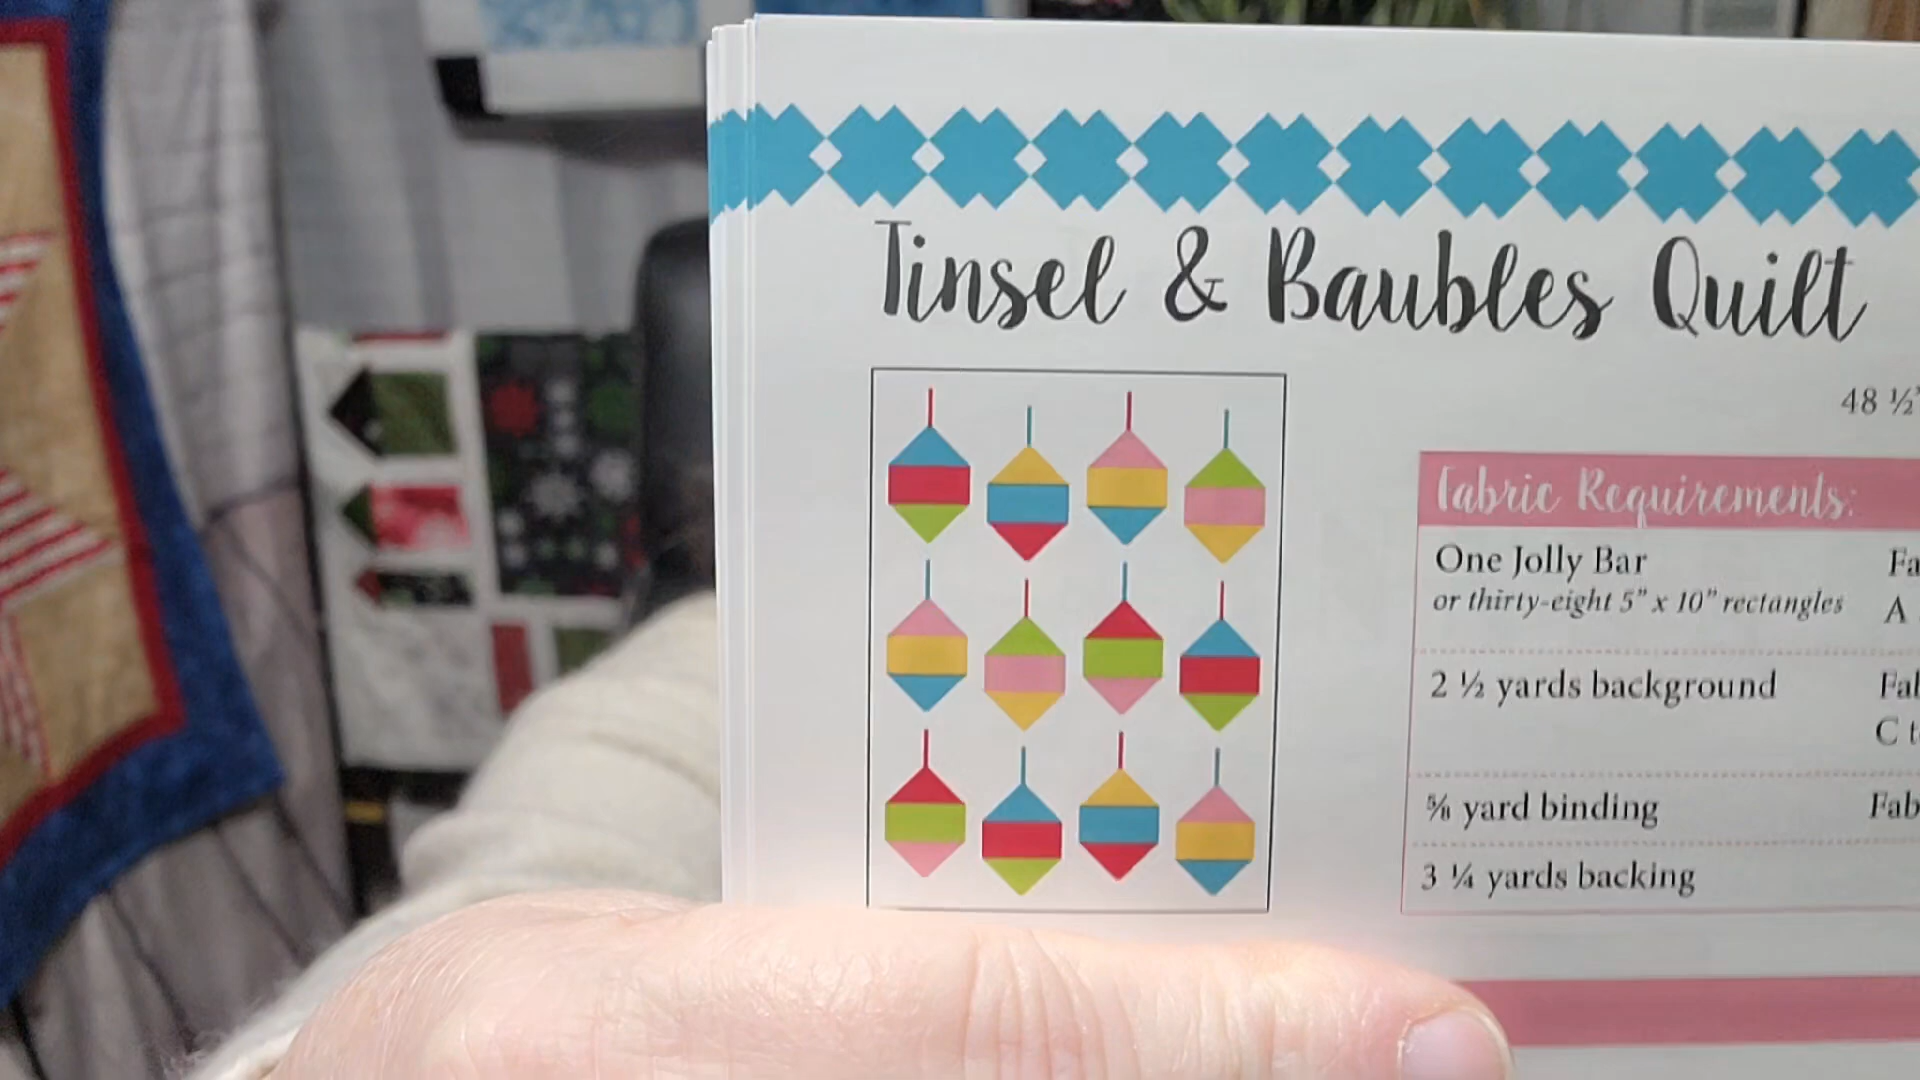 Tinsel & Baubles Quilt
48 ½”
Fabric Requirements:
One Jolly Bar
or thirty-eight 5” x 10” rectangles
A
2 ½ yards background
C
⅝ yard binding
3 ¼ yards backing